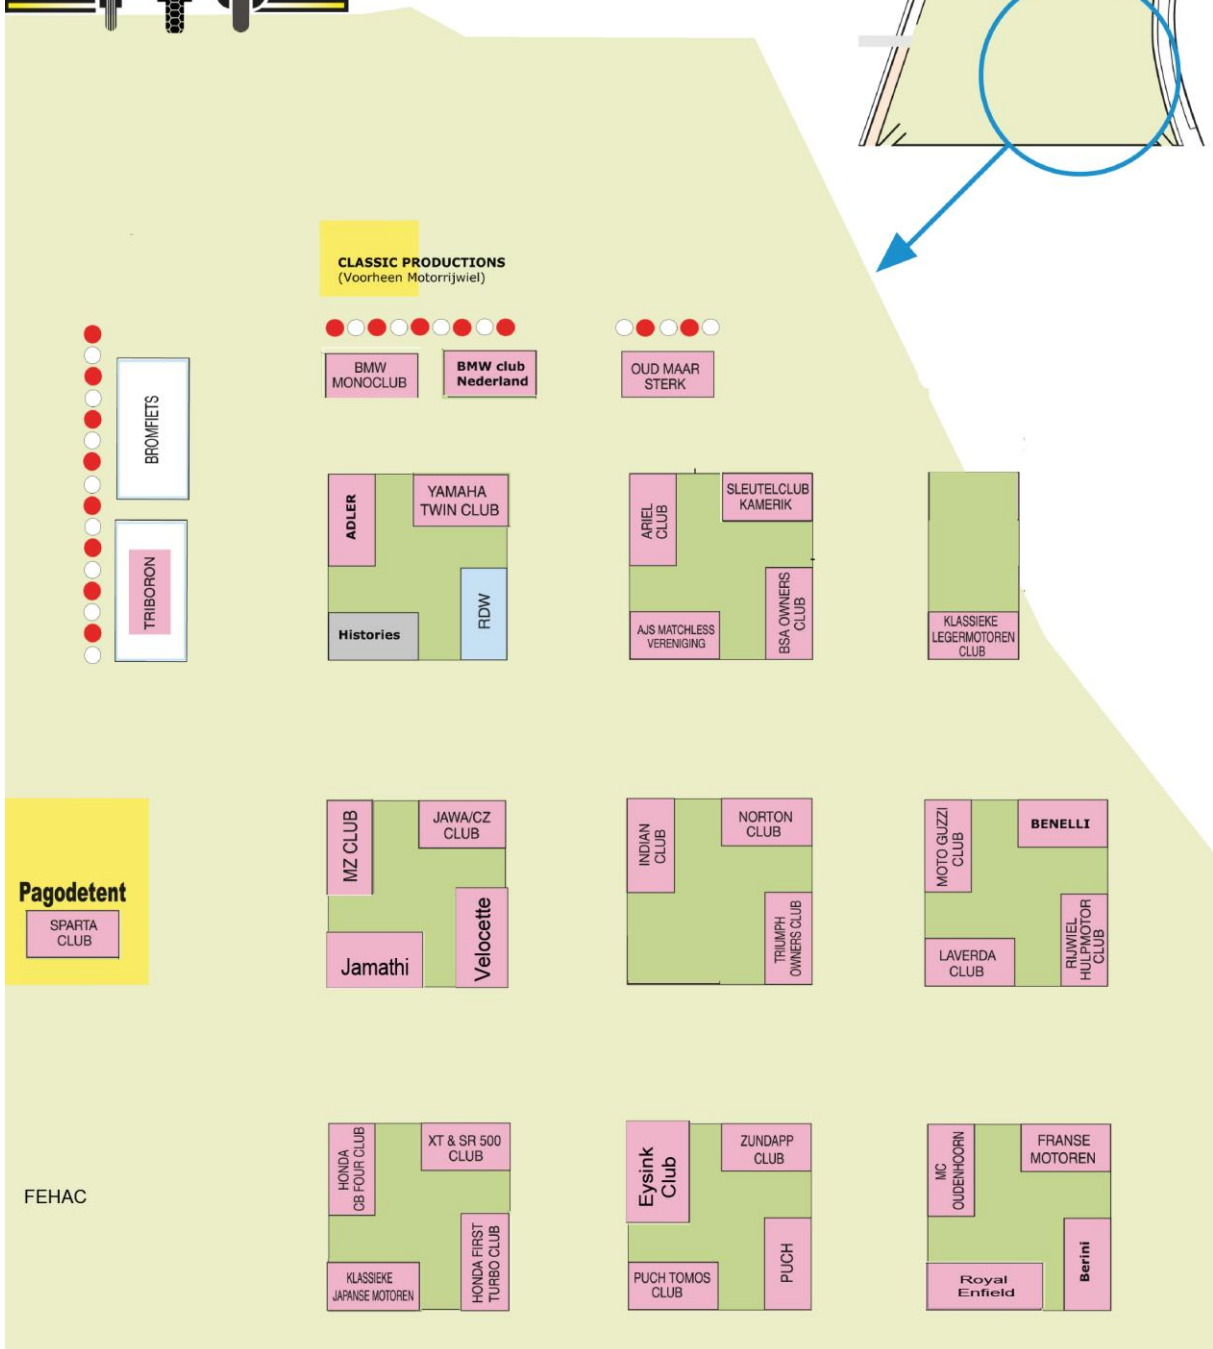 CLASSIC PRODUCTIONS
(Voorheen Motorrijwiel)
BMW
MONOCLUB
BMW club
Nederland
OUD MAAR
STERK
BROMFIETS
TRIBORON
ADLER
YAMAHA
TWIN CLUB
Histories
RDW
ARIEL
CLUB
SLEUTELCLUB
KAMERIK
AJS MATCHLESS
VERENIGING
BSA OWNERS
CLUB
KLASSIEKE
LEGERMOTOREN
CLUB
Pagodetent
SPARTA
CLUB
MZ CLUB
JAWA/CZ
CLUB
Jamathi
Velocette
INDIAN
CLUB
NORTON
CLUB
TRIUMPH
OWNERS CLUB
MOTO GUZZI
CLUB
BENELLI
LAVERDA
CLUB
RIJWIEL
HULPMOTOR
CLUB
FEHAC
HONDA
CB FOUR CLUB
XT & SR 500
CLUB
KLASSIEKE
JAPANSE MOTOREN
HONDA FIRST
TURBO CLUB
Eysink
Club
ZUNDAPP
CLUB
PUCH TOMOS
CLUB
PUCH
MC
OUDENHOORN
FRANSE
MOTOREN
Royal
Enfield
Berini